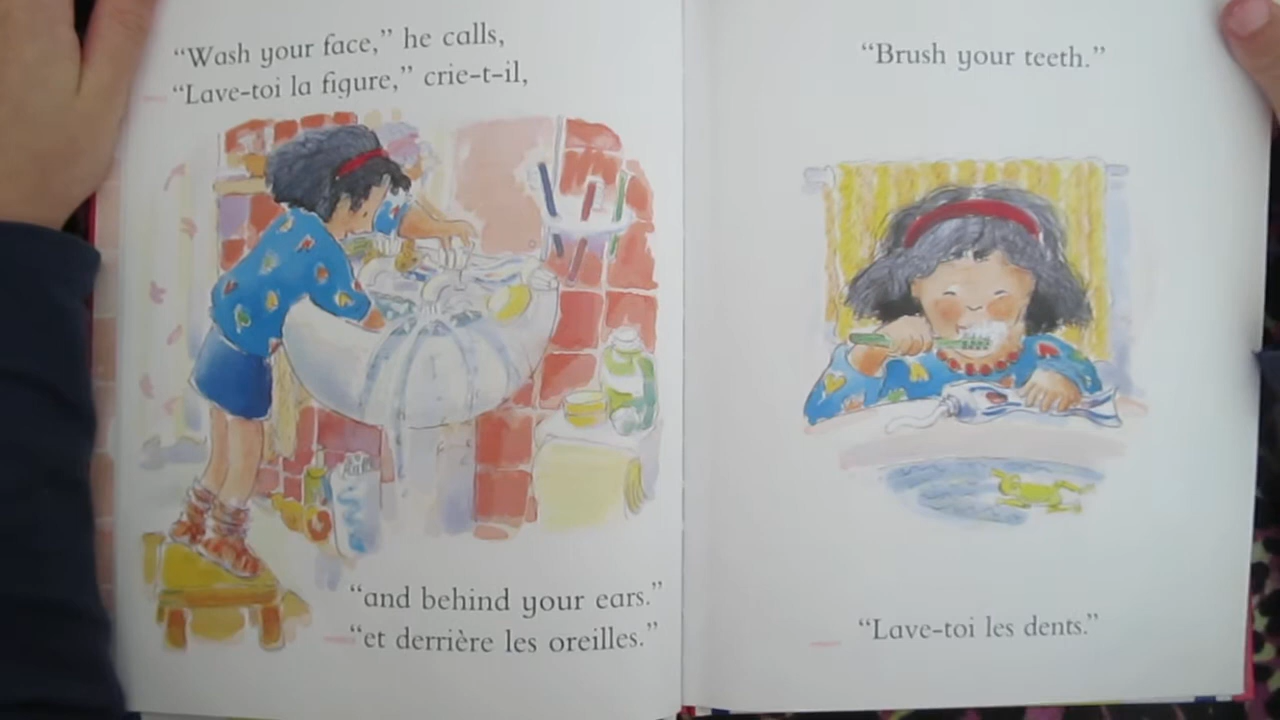 “Wash your face,” he calls,
“Lave-toi la figure,” crie-t-il,
“and behind your ears.”
“et derrière les oreilles.”
“Brush your teeth.”
“Lave-toi les dents.”